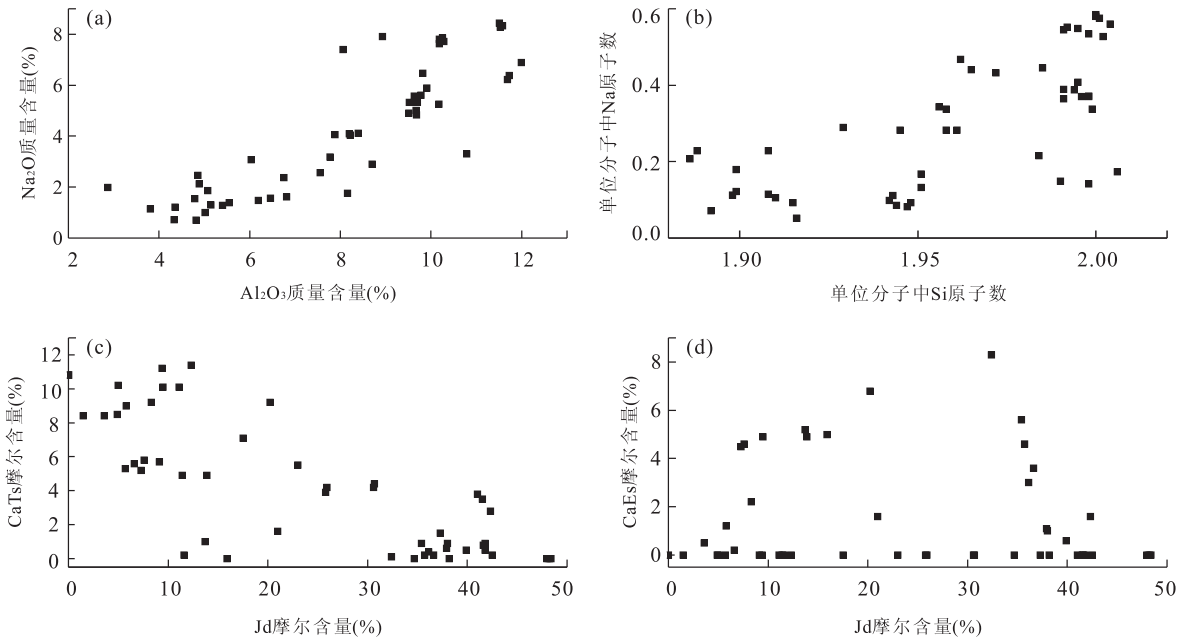 (a)
Na₂O质量含量(%)
8
6
4
2
0
2 4 6 8 10 12
Al₂O₃质量含量(%)
(b)
单位分子中Na原子数
0.6
0.4
0.2
0.0
1.90 1.95 2.00
单位分子中Si原子数
(c)
CaTs摩尔含量(%)
12
10
8
6
4
2
0
0 10 20 30 40 50
Jd摩尔含量(%)
(d)
CaEs摩尔含量(%)
8
6
4
2
0
0 10 20 30 40 50
Jd摩尔含量(%)